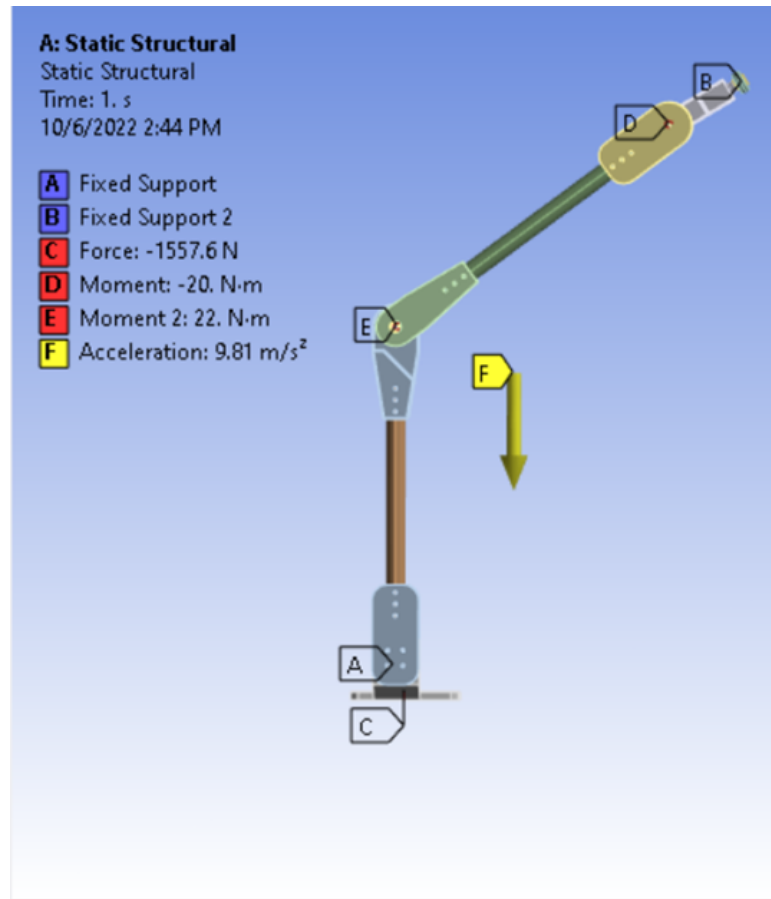 A: Static Structural
Static Structural
Time: 1. s
10/6/2022 2:44 PM
A Fixed Support
B Fixed Support 2
C Force: -1557.6 N
D Moment: -20. N·m
E Moment 2: 22. N·m
F Acceleration: 9.81 m/s²
B
D
E
F
A
C